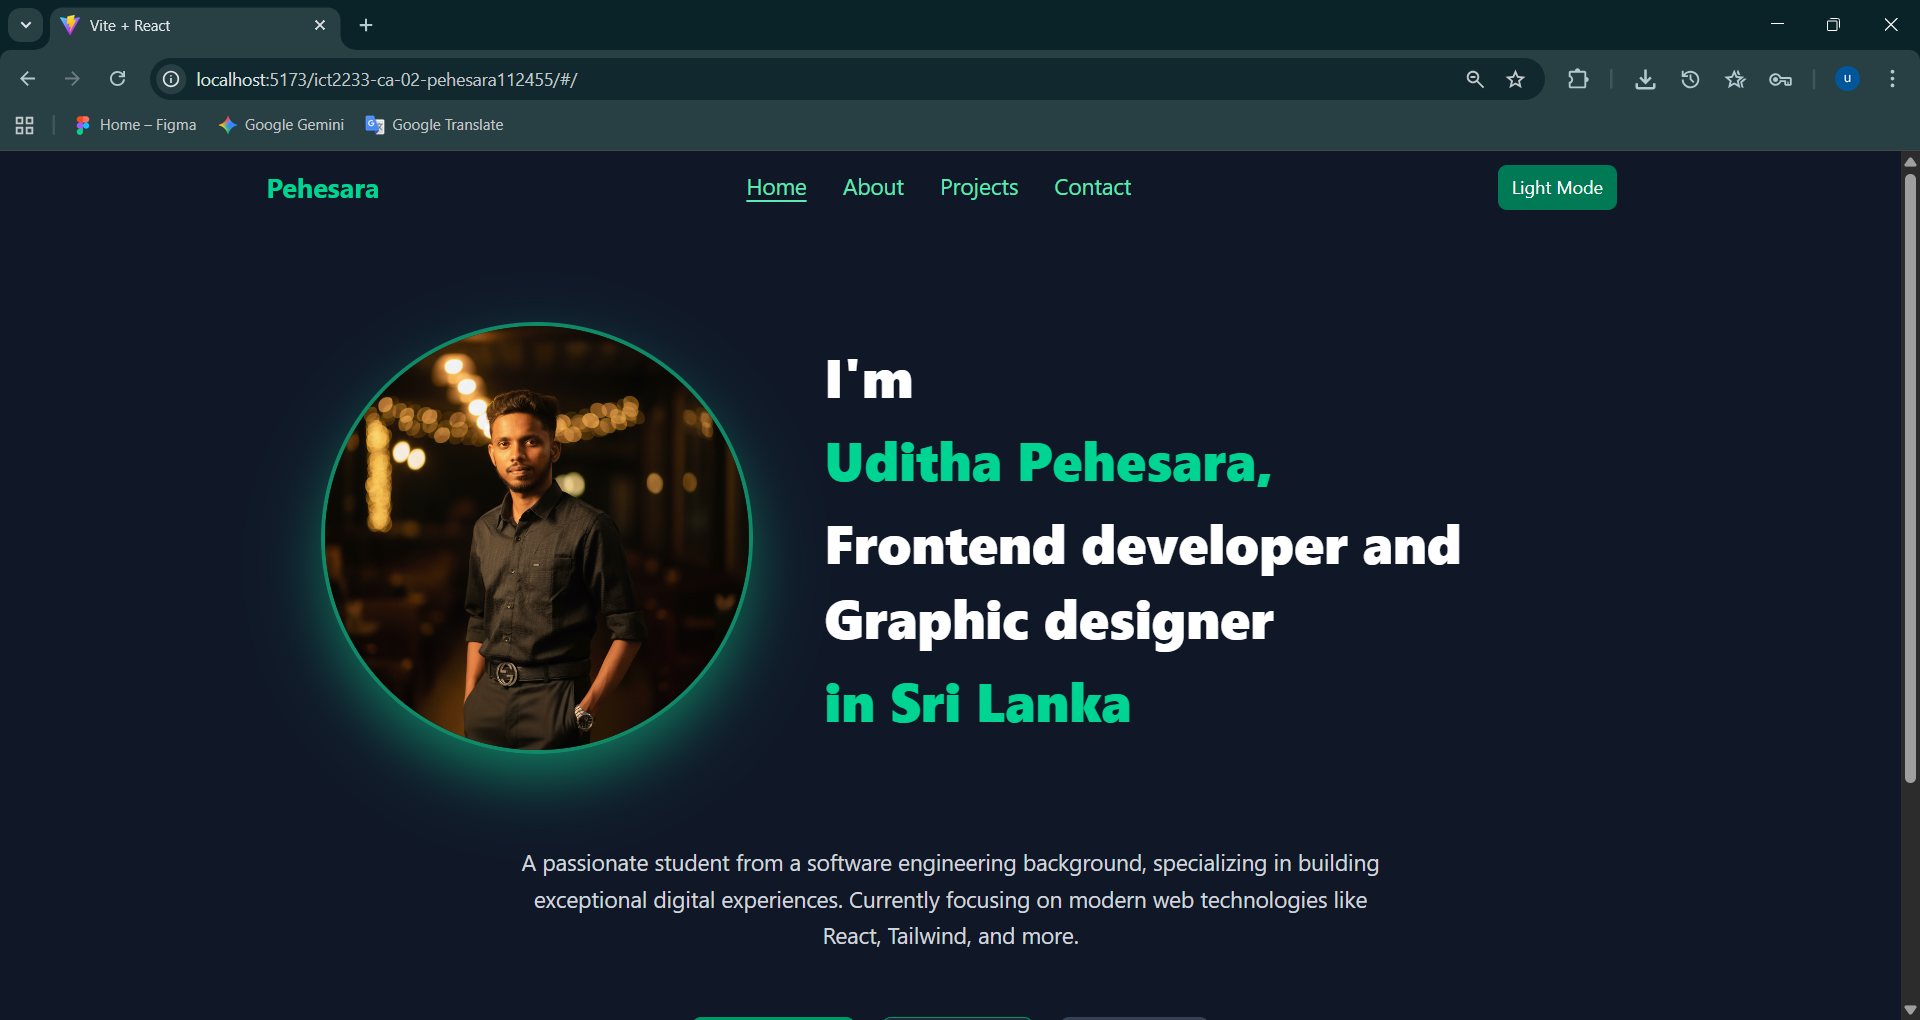 Vite + React
localhost:5173/ict2233-ca-02-pehesara112455/#/
u
Home – Figma
Google Gemini
Google Translate
Pehesara
Home
About
Projects
Contact
Light Mode
I'm
Uditha Pehesara,
Frontend developer and
Graphic designer
in Sri Lanka
A passionate student from a software engineering background, specializing in building
exceptional digital experiences. Currently focusing on modern web technologies like
React, Tailwind, and more.